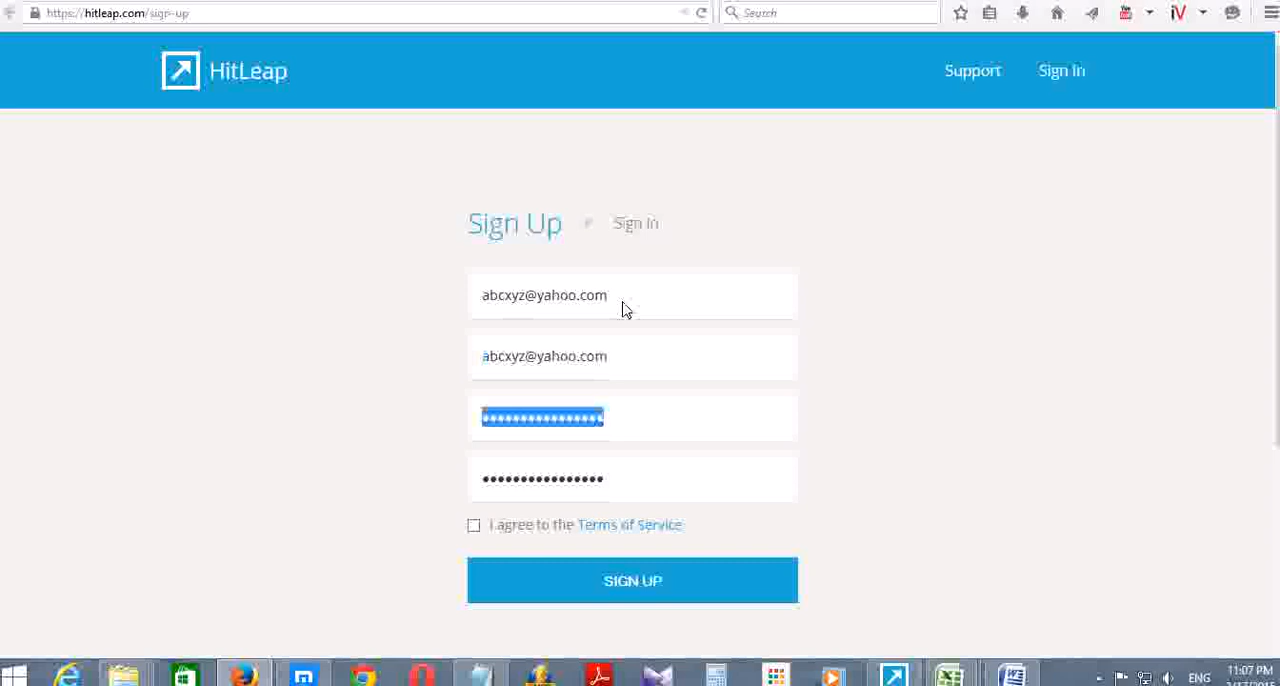 https://hitleap.com/sign-up
Search
HitLeap
Support
Sign In
Sign Up
Sign In
abcxyz@yahoo.com
abcxyz@yahoo.com
••••••••••••••••
••••••••••••••••
I agree to the Terms of Service
SIGN UP
11:07 PM
ENG